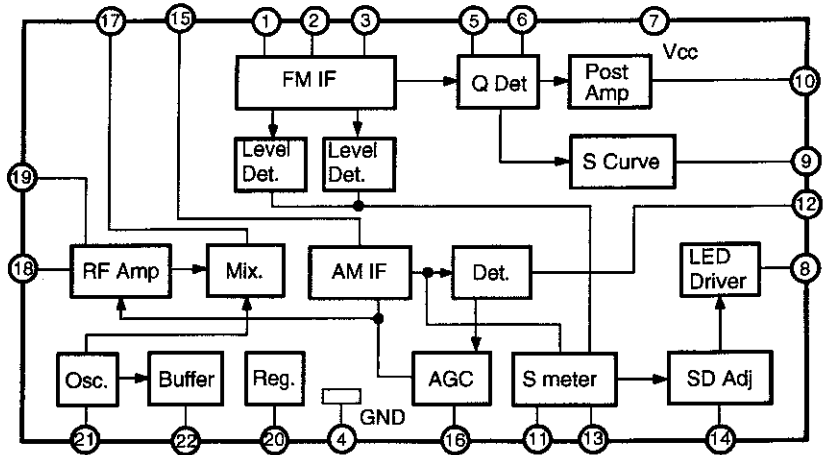 17 15 1 2 3 5 6 7
Vcc
FM IF
Q Det
Post
Amp
10
Level
Det.
Level
Det.
S Curve
9
19
12
18
RF Amp
Mix.
AM IF
Det.
LED
Driver
8
Osc.
Buffer
Reg.
GND
AGC
S meter
SD Adj
21 22 20 4 16 11 13 14